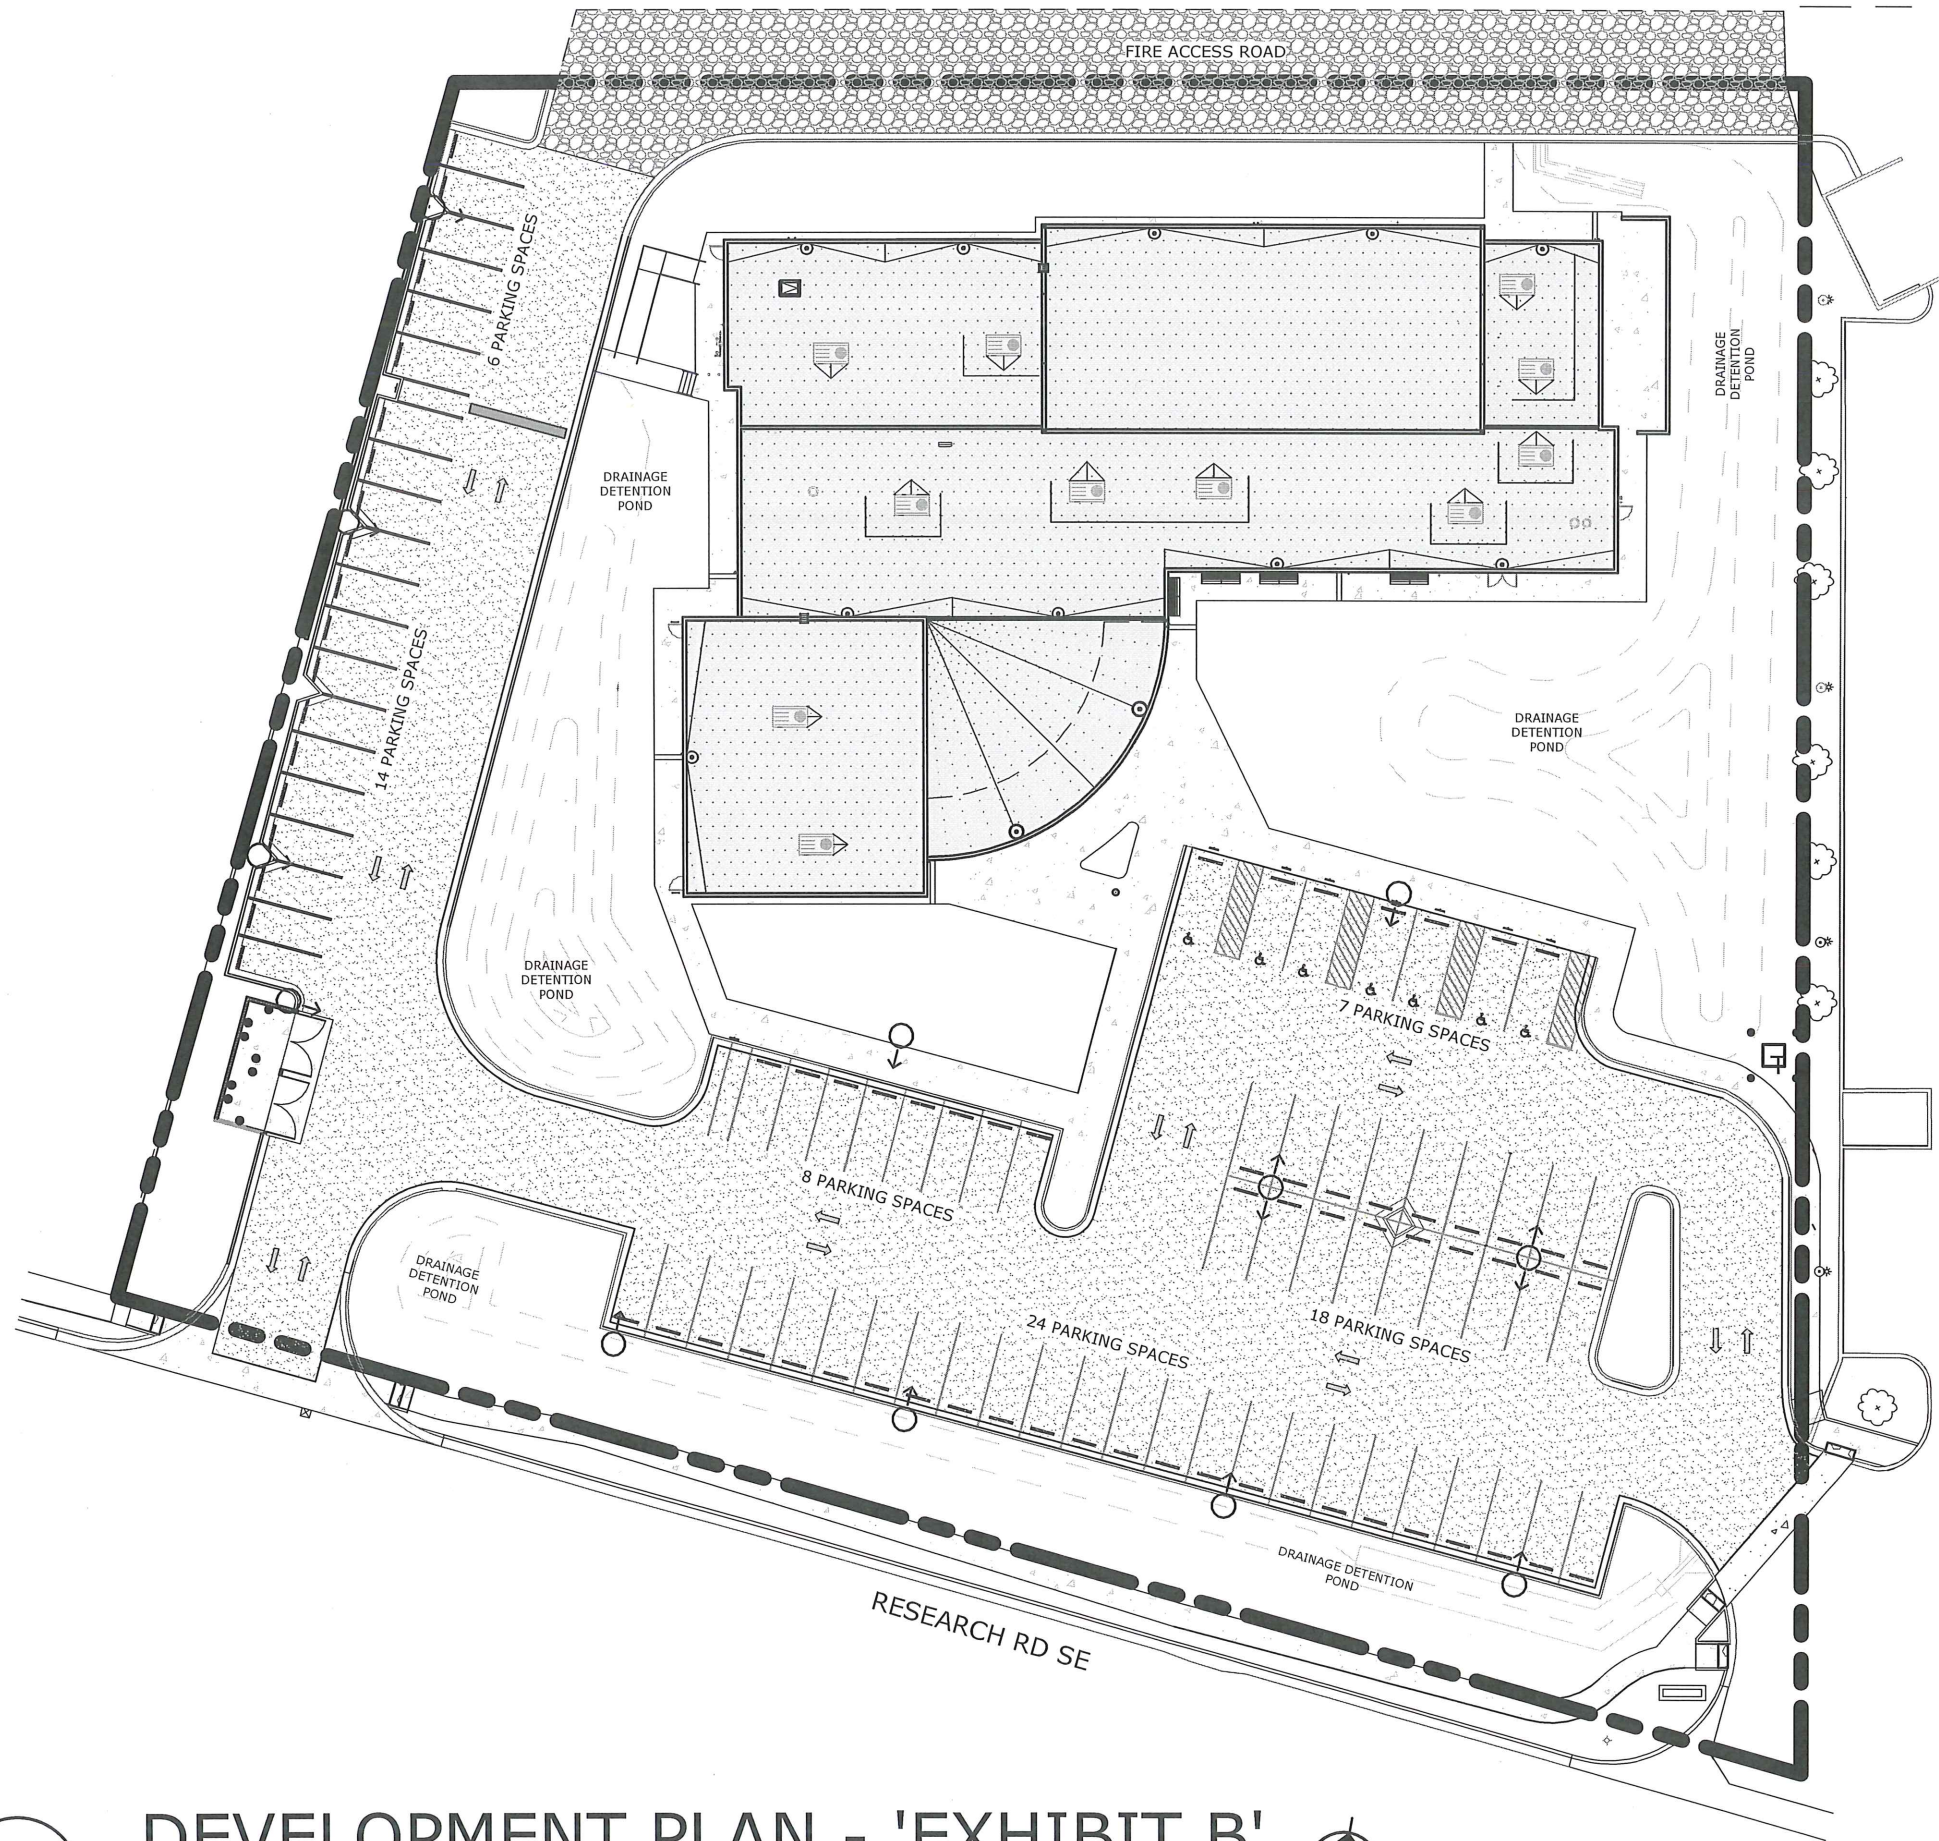 FIRE ACCESS ROAD
6 PARKING SPACES
DRAINAGE
DETENTION
POND
DRAINAGE
DETENTION
POND
14 PARKING SPACES
DRAINAGE
DETENTION
POND
DRAINAGE
DETENTION
POND
7 PARKING SPACES
8 PARKING SPACES
DRAINAGE
DETENTION
POND
24 PARKING SPACES
18 PARKING SPACES
DRAINAGE DETENTION
POND
RESEARCH RD SE
DEVELOPMENT PLAN - 'EXHIBIT B'